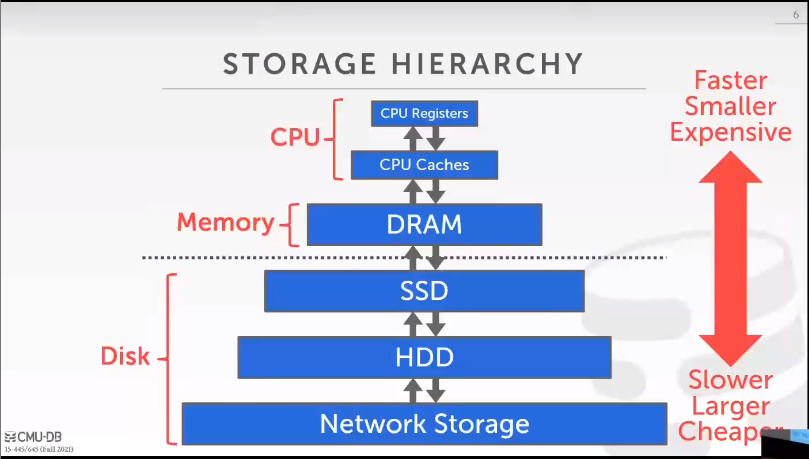 6
STORAGE HIERARCHY
Faster
Smaller
Expensive
CPU
CPU Registers
CPU Caches
Memory
DRAM
Disk
SSD
HDD
Network Storage
Slower
Larger
Cheaper
CMU-DB
15-445/645 (Fall 2021)